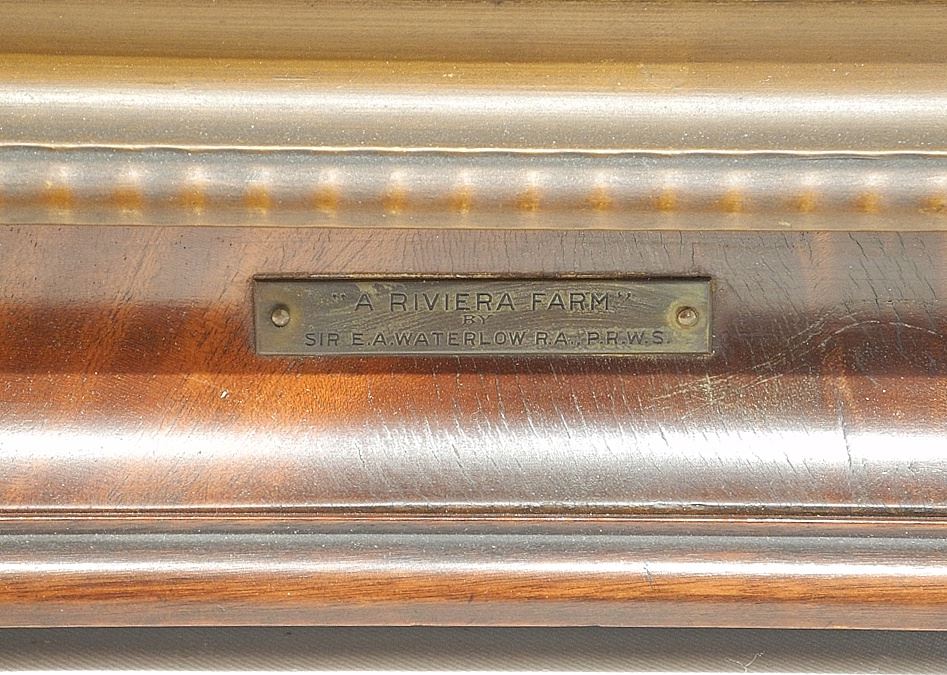 "A RIVIERA FARM"
BY
SIR E.A.WATERLOW R.A., P.R.W.S.